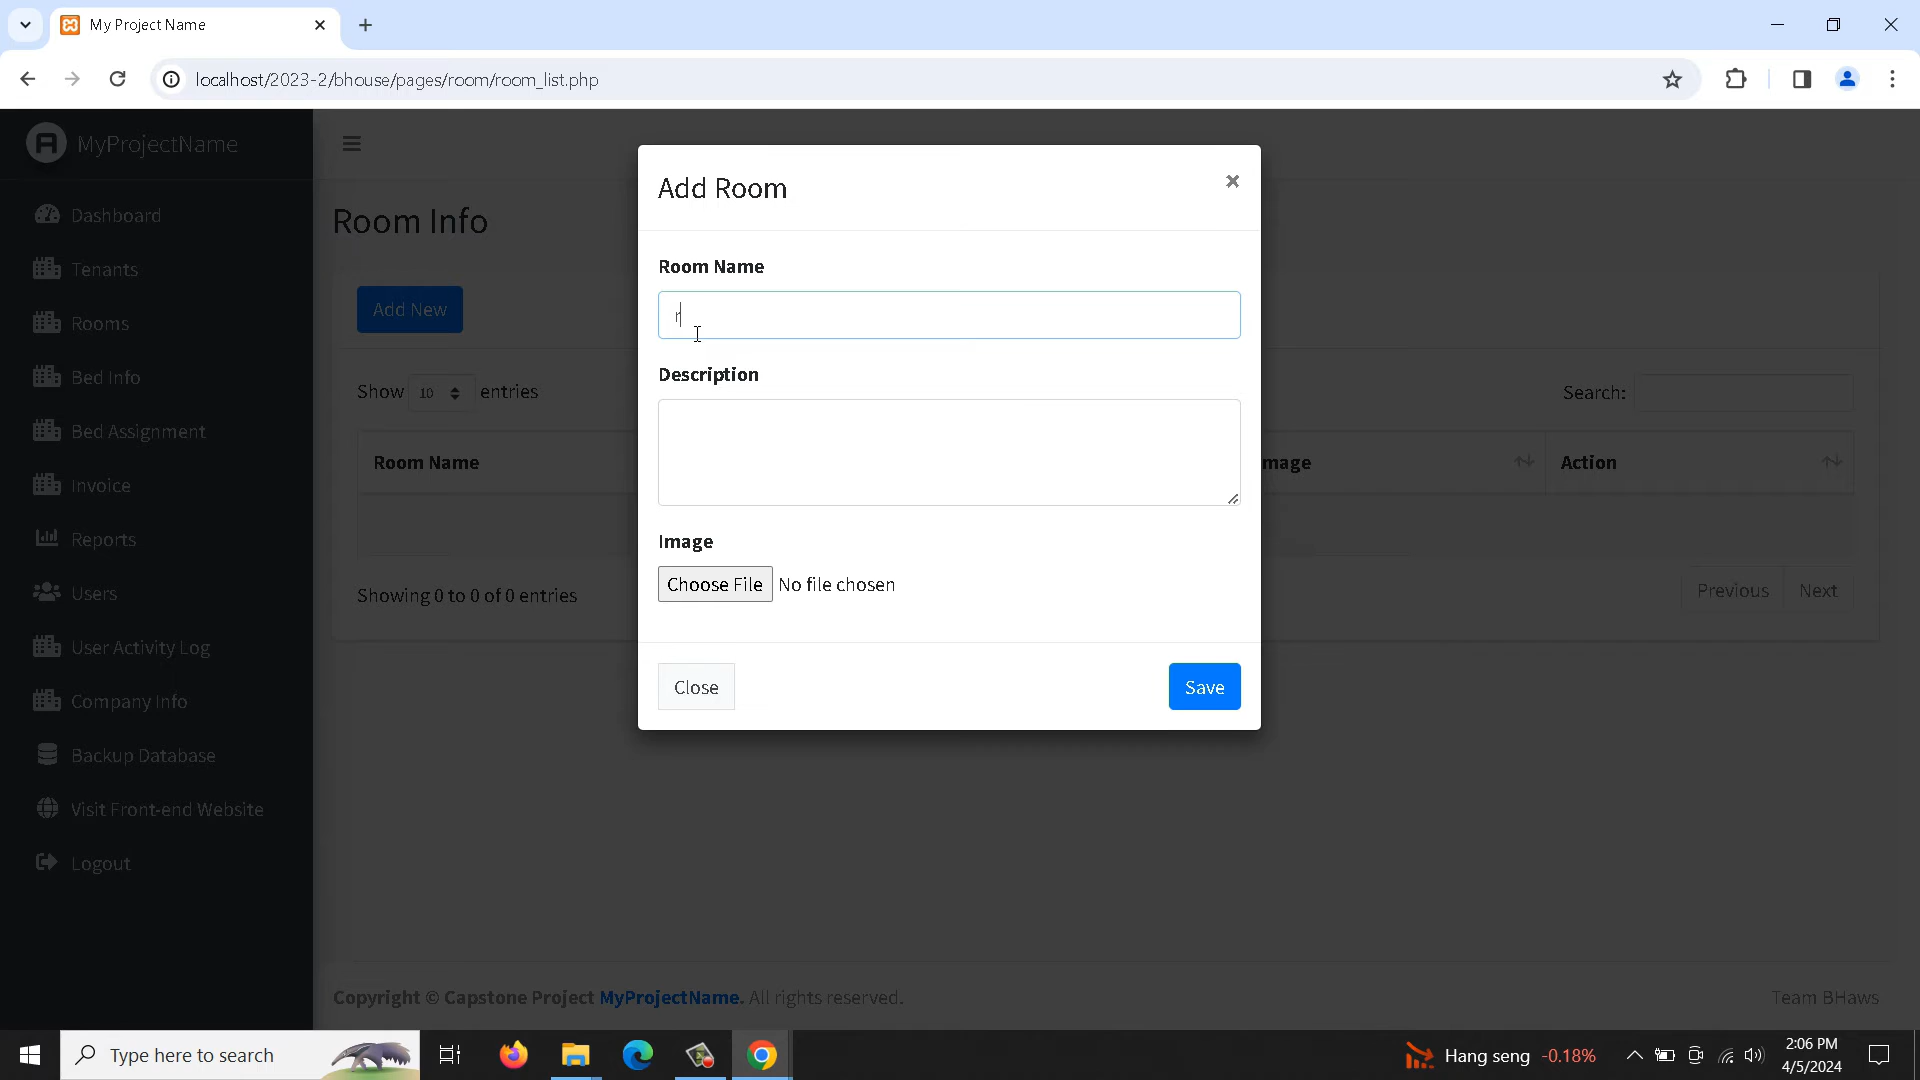 My Project Name
localhost/2023-2/bhouse/pages/room/room_list.php
MyProjectName
Dashboard
Tenants
Rooms
Bed Info
Bed Assignment
Invoice
Reports
Users
User Activity Log
Company Info
Backup Database
Visit Front-end Website
Logout
Room Info
Add New
Show 10 entries
Search:
Room Name
mage
Action
Showing 0 to 0 of 0 entries
Previous
Next
Add Room
×
Room Name
r
Description
Image
Choose File No file chosen
Close
Save
Copyright © Capstone Project MyProjectName. All rights reserved.
Team BHaws
Type here to search
Hang seng -0.18%
2:06 PM
4/5/2024